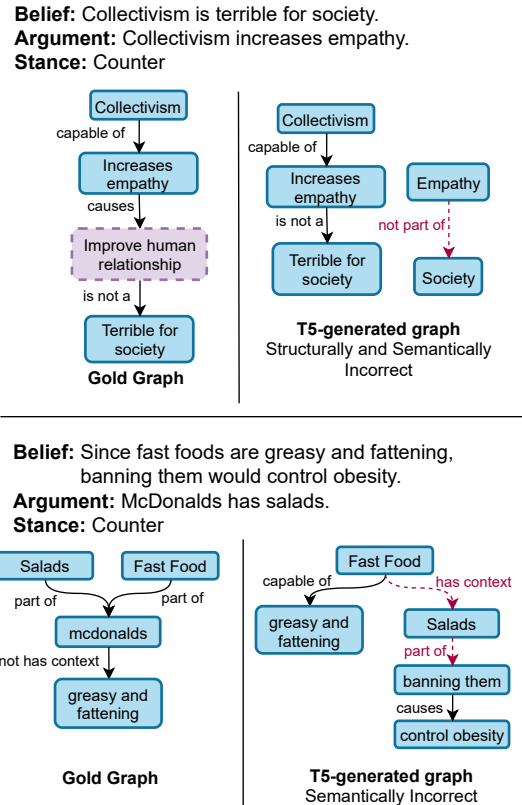 Belief: Collectivism is terrible for society.
Argument: Collectivism increases empathy.
Stance: Counter
Collectivism
capable of
Increases
empathy
causes
Improve human
relationship
is not a
Terrible for
society
Gold Graph
Collectivism
capable of
Increases
empathy
is not a
Terrible for
society
Empathy
not part of
Society
T5-generated graph
Structurally and Semantically
Incorrect
Belief: Since fast foods are greasy and fattening,
banning them would control obesity.
Argument: McDonalds has salads.
Stance: Counter
Salads
Fast Food
part of
part of
mcdonalds
not has context
greasy and
fattening
Gold Graph
Fast Food
capable of
has context
greasy and
fattening
Salads
part of
banning them
causes
control obesity
T5-generated graph
Semantically Incorrect